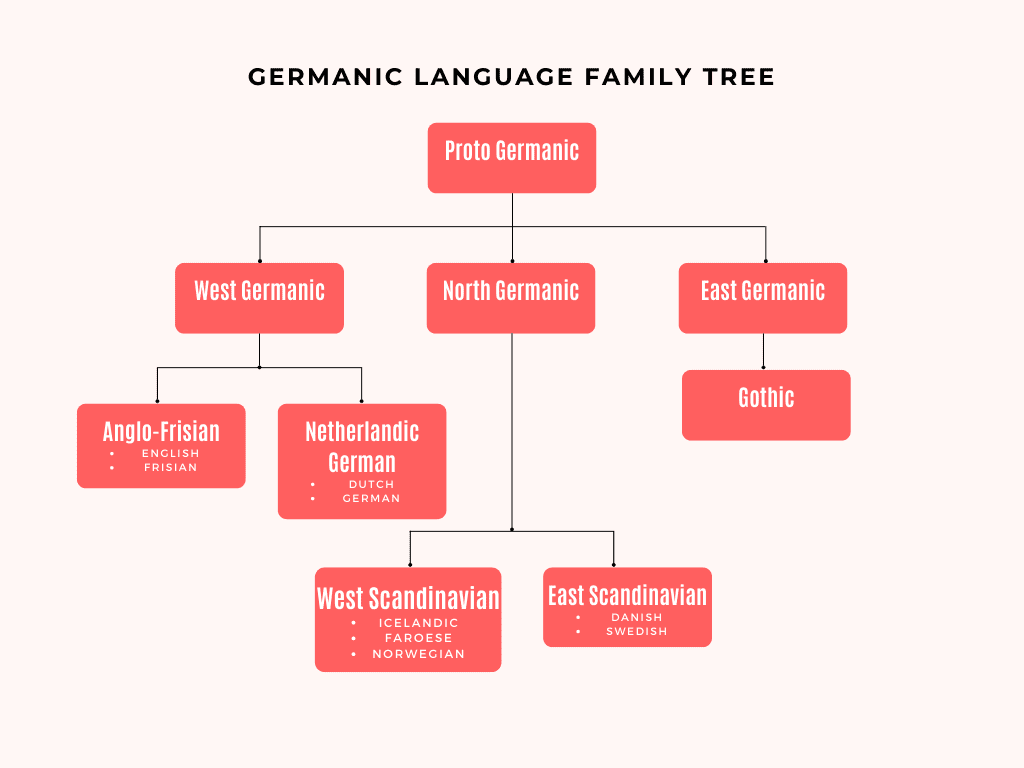 GERMANIC LANGUAGE FAMILY TREE
Proto Germanic
West Germanic
North Germanic
East Germanic
Gothic
Anglo-Frisian
• ENGLISH
• FRISIAN
Netherlandic
German
• DUTCH
• GERMAN
West Scandinavian
• ICELANDIC
• FAROESE
• NORWEGIAN
East Scandinavian
• DANISH
• SWEDISH